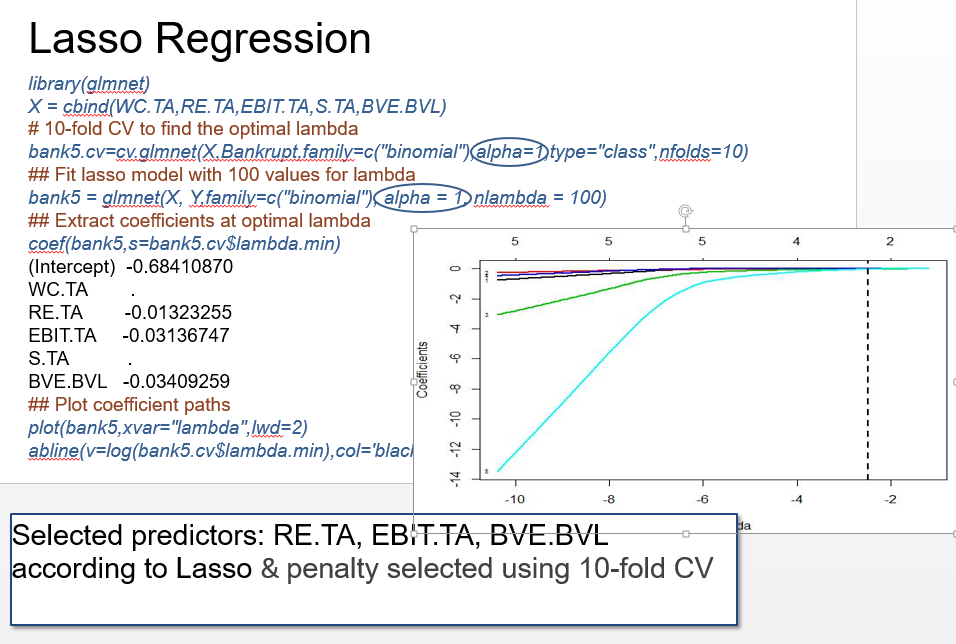 Lasso Regression
library(glmnet)
X = cbind(WC.TA,RE.TA,EBIT.TA,S.TA,BVE.BVL)
# 10-fold CV to find the optimal lambda
bank5.cv=cv.glmnet(X,Bankrupt,family=c("binomial"),alpha=1,type="class",nfolds=10)
## Fit lasso model with 100 values for lambda
bank5 = glmnet(X, Y,family=c("binomial"), alpha = 1, nlambda = 100)
## Extract coefficients at optimal lambda
coef(bank5,s=bank5.cv$lambda.min)
(Intercept) -0.68410870
WC.TA .
RE.TA -0.01323255
EBIT.TA -0.03136747
S.TA .
BVE.BVL -0.03409259
## Plot coefficient paths
plot(bank5,xvar="lambda",lwd=2)
abline(v=log(bank5.cv$lambda.min),col='blac
5 5 5 4 2
Coefficients
0
-2
-4
-6
-8
-10
-12
-14
3
5
-10 -8 -6 -4 -2
da
Selected predictors: RE.TA, EBIT.TA, BVE.BVL
according to Lasso & penalty selected using 10-fold CV